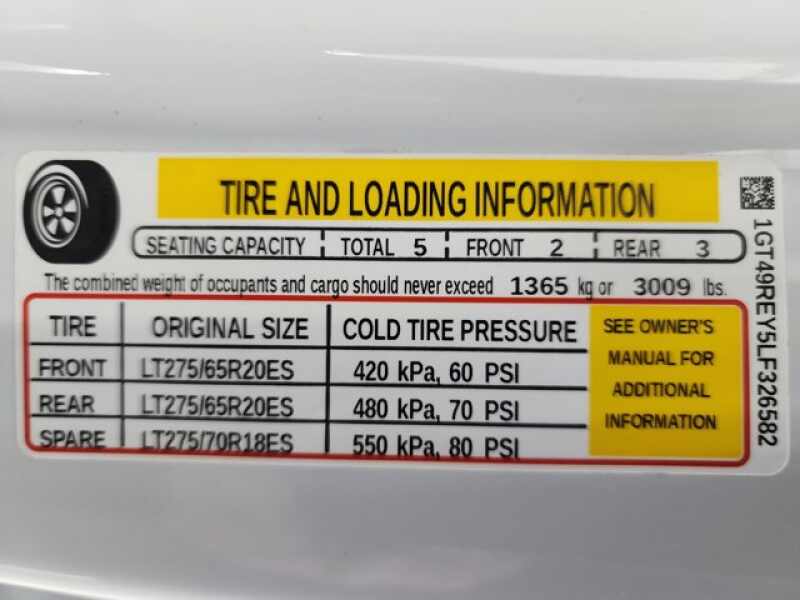 TIRE AND LOADING INFORMATION
SEATING CAPACITY TOTAL 5 FRONT 2 REAR 3
The combined weight of occupants and cargo should never exceed 1365 kg or 3009 lbs.
TIRE ORIGINAL SIZE COLD TIRE PRESSURE
FRONT LT275/65R20ES 420 kPa, 60 PSI
REAR LT275/65R20ES 480 kPa, 70 PSI
SPARE LT275/70R18ES 550 kPa, 80 PSI
SEE OWNER'S
MANUAL FOR
ADDITIONAL
INFORMATION
1GT49REY5LF326582